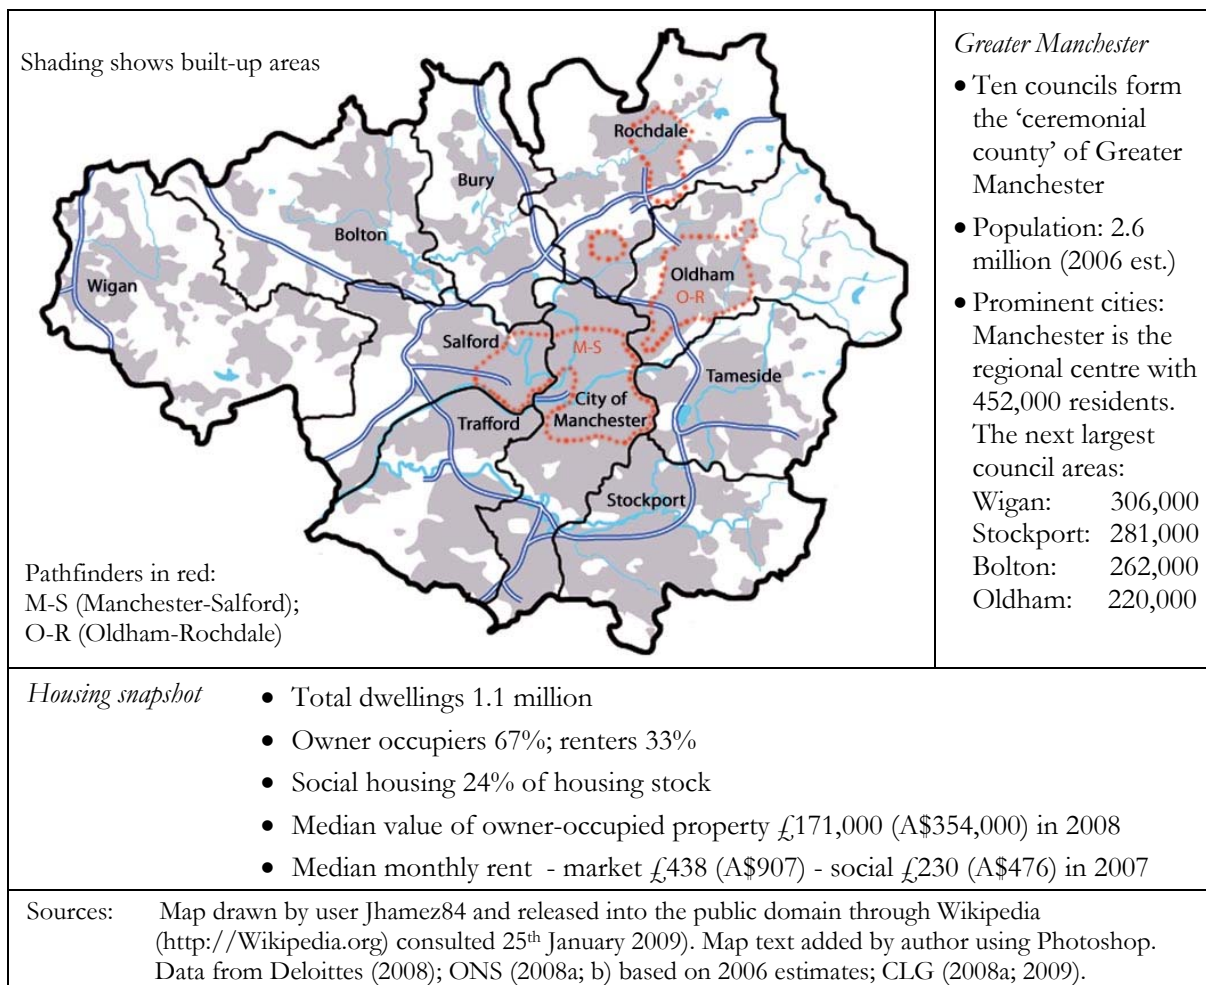 Shading shows built-up areas
Rochdale
Bury
Bolton
Wigan
Oldham
O-R
Salford
M-S
Tameside
City of
Manchester
Trafford
Stockport
Pathfinders in red:
M-S (Manchester-Salford);
O-R (Oldham-Rochdale)
Greater Manchester
• Ten councils form
the ‘ceremonial
county’ of Greater
Manchester
• Population: 2.6
million (2006 est.)
• Prominent cities:
Manchester is the
regional centre with
452,000 residents.
The next largest
council areas:
Wigan: 306,000
Stockport: 281,000
Bolton: 262,000
Oldham: 220,000
Housing snapshot
• Total dwellings 1.1 million
• Owner occupiers 67%; renters 33%
• Social housing 24% of housing stock
• Median value of owner-occupied property £171,000 (A$354,000) in 2008
• Median monthly rent - market £438 (A$907) - social £230 (A$476) in 2007
Sources: Map drawn by user Jhamez84 and released into the public domain through Wikipedia
(http://Wikipedia.org) consulted 25th January 2009). Map text added by author using Photoshop.
Data from Deloittes (2008); ONS (2008a; b) based on 2006 estimates; CLG (2008a; 2009).